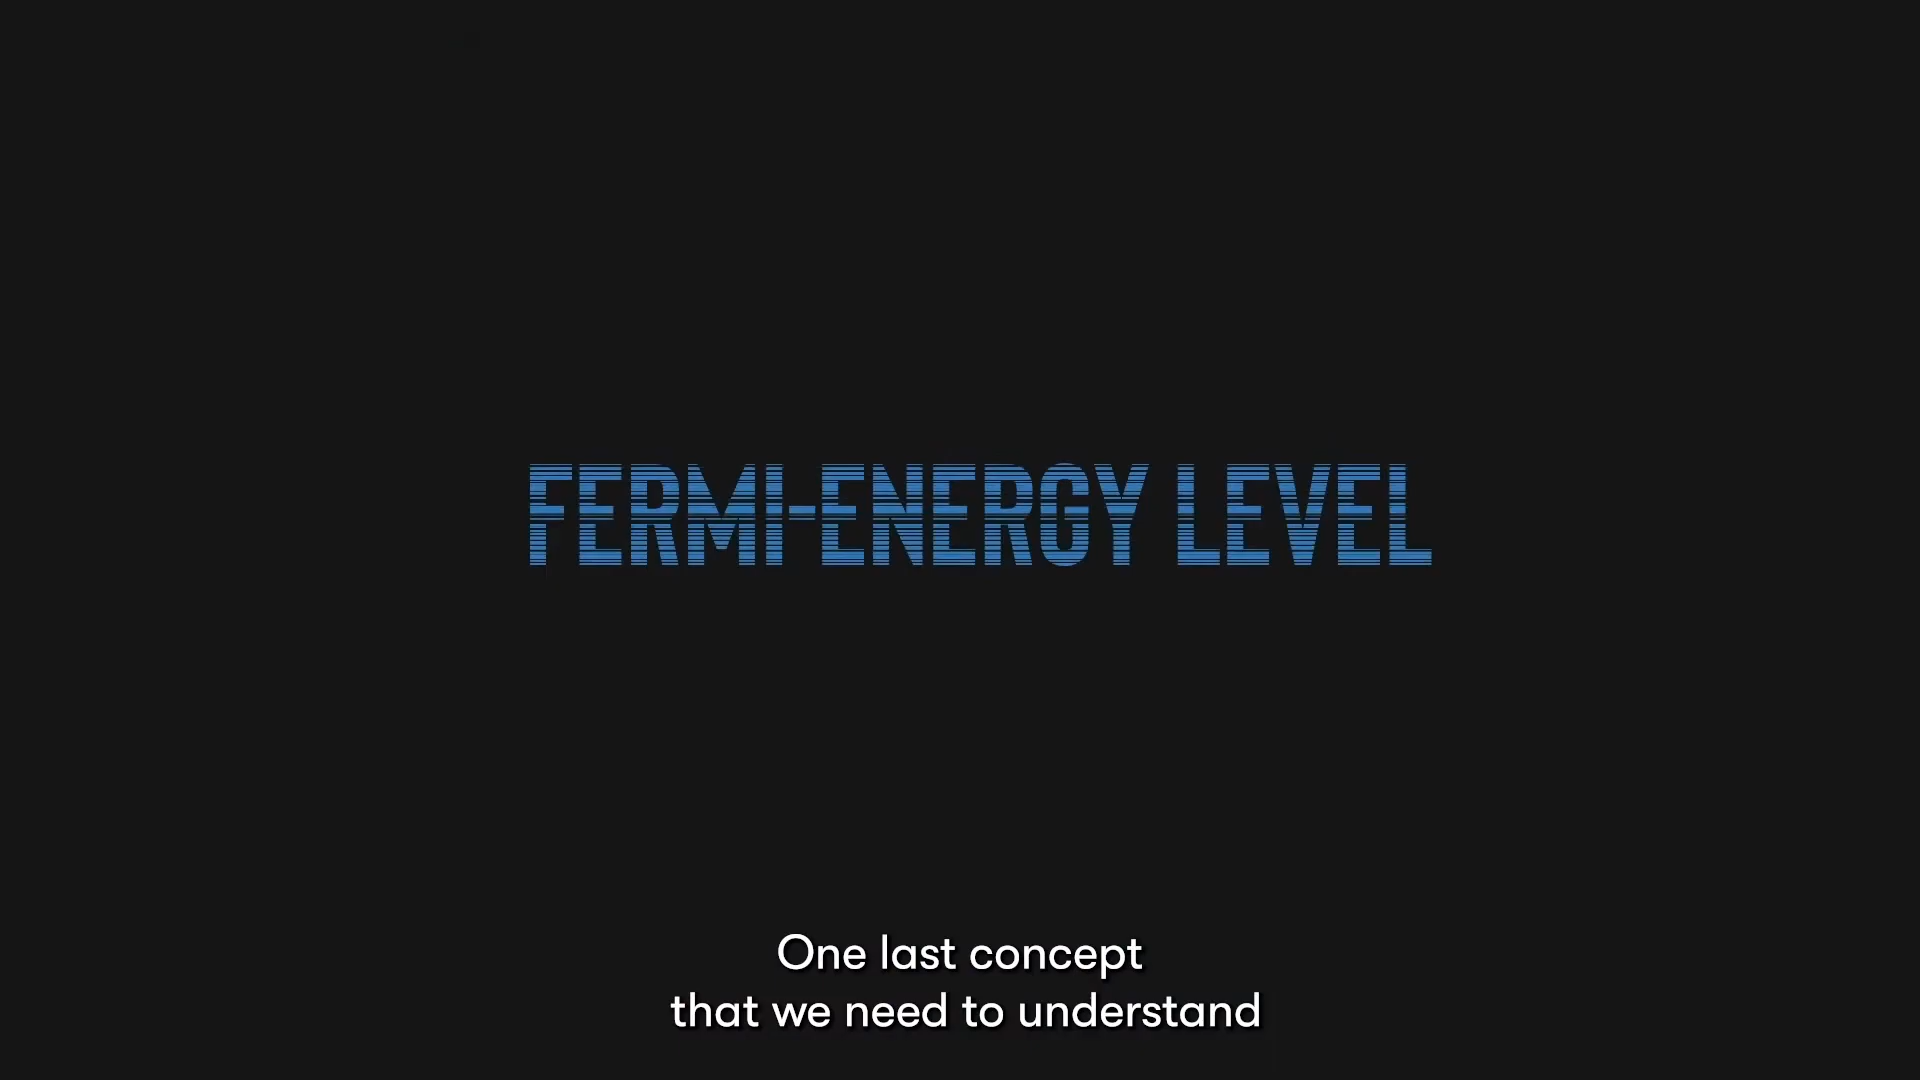 FERMI-ENERGY LEVEL
One last concept
that we need to understand